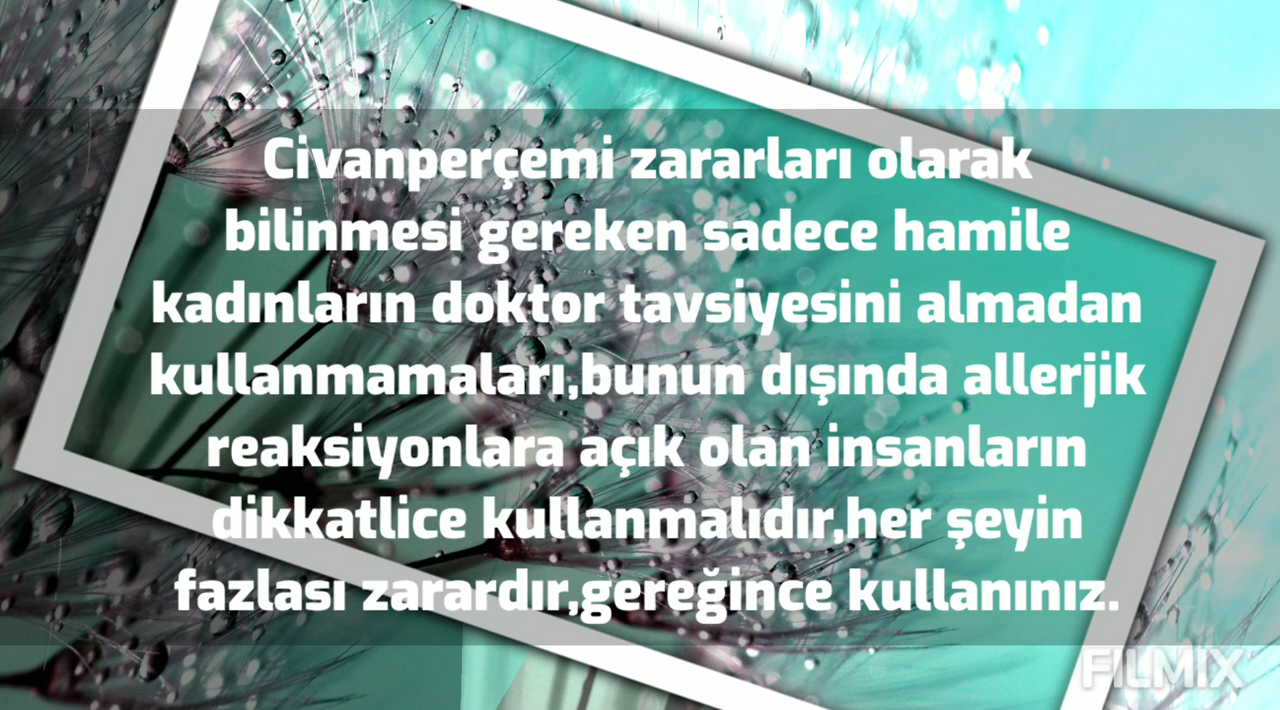 Civanperçemi zararları olarak
bilinmesi gereken sadece hamile
kadınların doktor tavsiyesini almadan
kullanmamaları,bunun dışında allerjik
reaksiyonlara açık olan insanların
dikkatlice kullanmalıdır,her şeyin
fazlası zarardır,gereğince kullanınız.
FILMIX